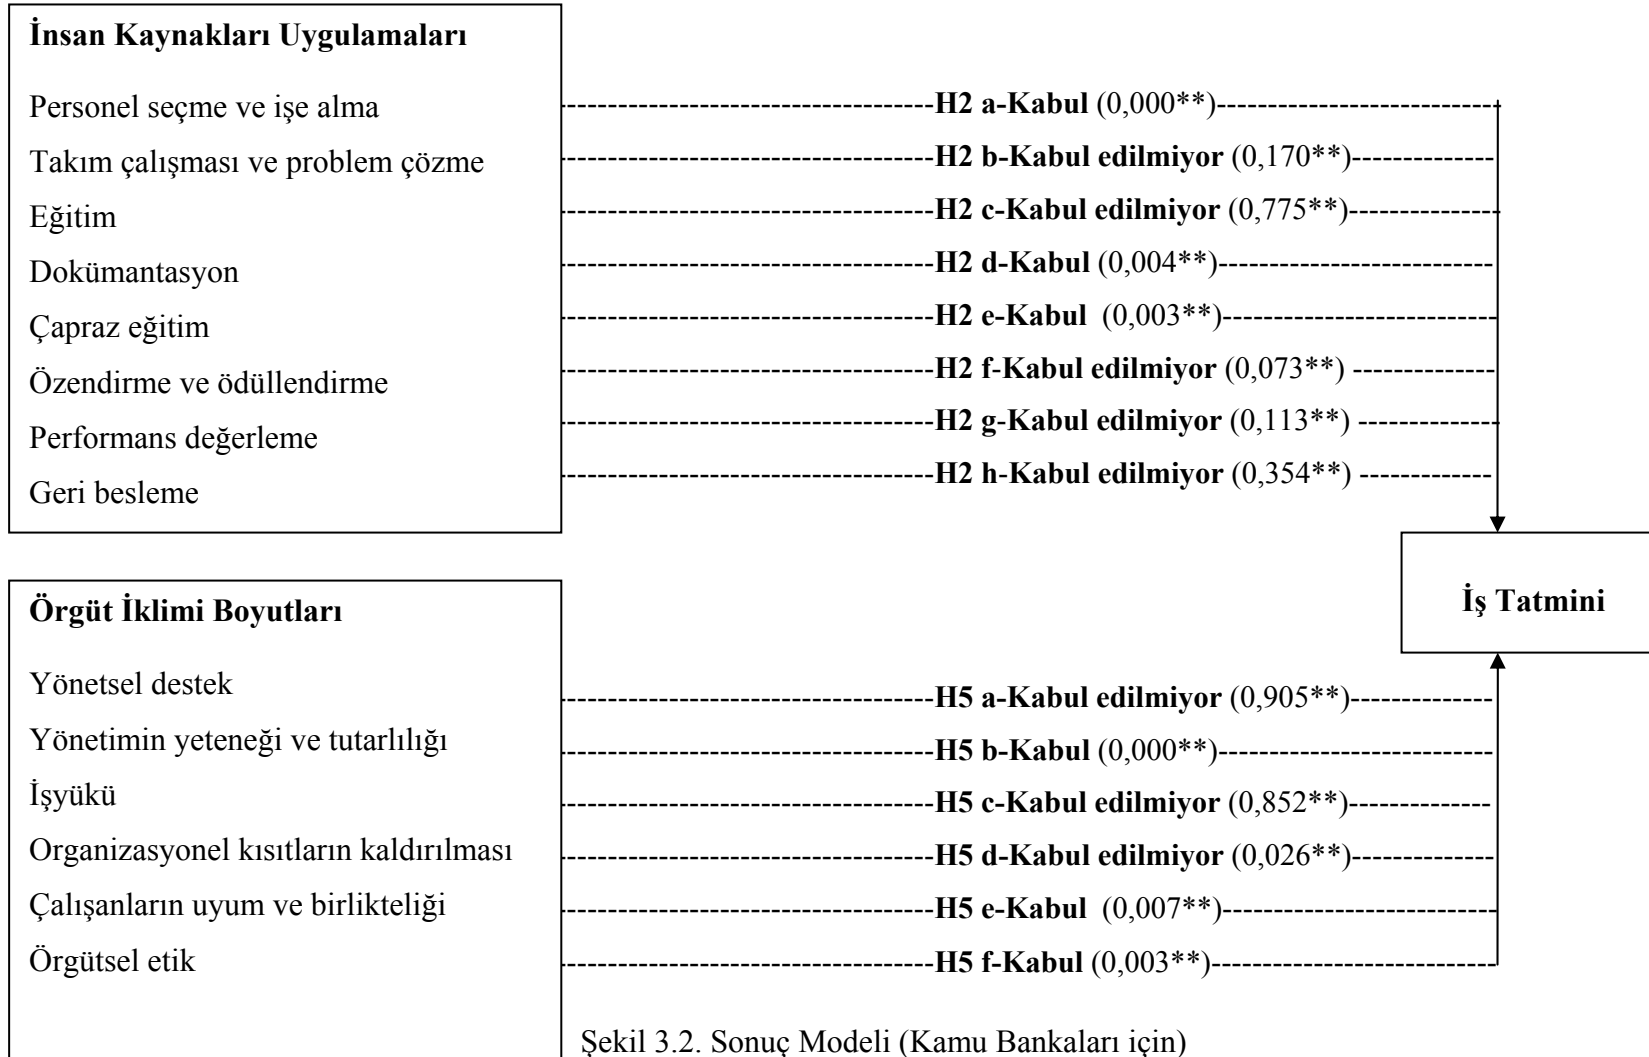 İnsan Kaynakları Uygulamaları
Personel seçme ve işe alma
H2 a-Kabul (0,000**)
Takım çalışması ve problem çözme
H2 b-Kabul edilmiyor (0,170**)
Eğitim
H2 c-Kabul edilmiyor (0,775**)
Dokümantasyon
H2 d-Kabul (0,004**)
Çapraz eğitim
H2 e-Kabul (0,003**)
Özendirme ve ödüllendirme
H2 f-Kabul edilmiyor (0,073**)
Performans değerleme
H2 g-Kabul edilmiyor (0,113**)
Geri besleme
H2 h-Kabul edilmiyor (0,354**)
İş Tatmini
Örgüt İklimi Boyutları
Yönetsel destek
H5 a-Kabul edilmiyor (0,905**)
Yönetimin yeteneği ve tutarlılığı
H5 b-Kabul (0,000**)
İşyükü
H5 c-Kabul edilmiyor (0,852**)
Organizasyonel kısıtların kaldırılması
H5 d-Kabul edilmiyor (0,026**)
Çalışanların uyum ve birlikteliği
H5 e-Kabul (0,007**)
Örgütsel etik
H5 f-Kabul (0,003**)
Şekil 3.2. Sonuç Modeli (Kamu Bankaları için)